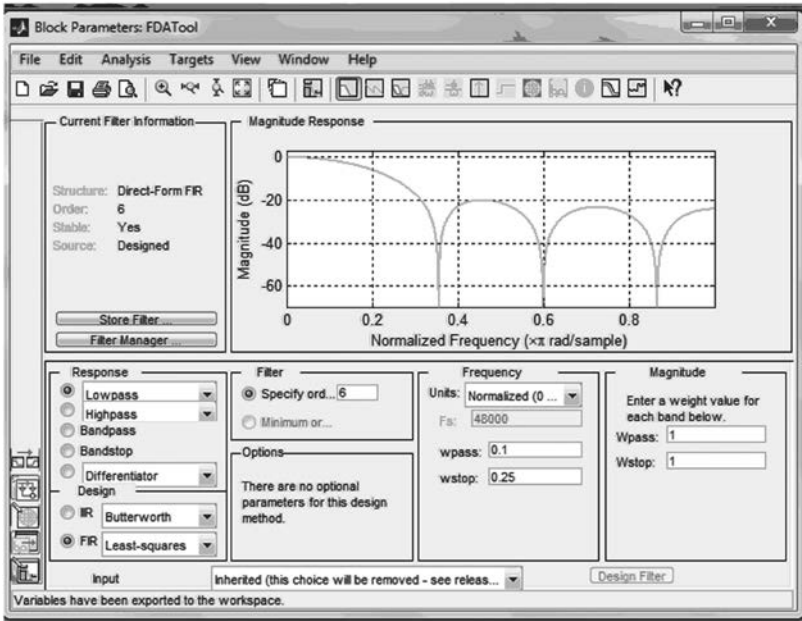 Block Parameters: FDATool
File Edit Analysis Targets View Window Help
Current Filter Information
Structure: Direct-Form FIR
Order: 6
Stable: Yes
Source: Designed
Store Filter ...
Filter Manager ...
Magnitude Response
Magnitude (dB)
0
-20
-40
-60
0 0.2 0.4 0.6 0.8
Normalized Frequency (×π rad/sample)
Response
Lowpass
Highpass
Bandpass
Bandstop
Differentiator
Design
IIR Butterworth
FIR Least-squares
Filter
Specify ord... 6
Minimum or...
Options
There are no optional
parameters for this design
method.
Frequency
Units: Normalized (0 ...
Fs: 48000
wpass: 0.1
wstop: 0.25
Magnitude
Enter a weight value for
each band below.
Wpass: 1
Wstop: 1
Input Inherited (this choice will be removed - see releas...
Design Filter
Variables have been exported to the workspace.